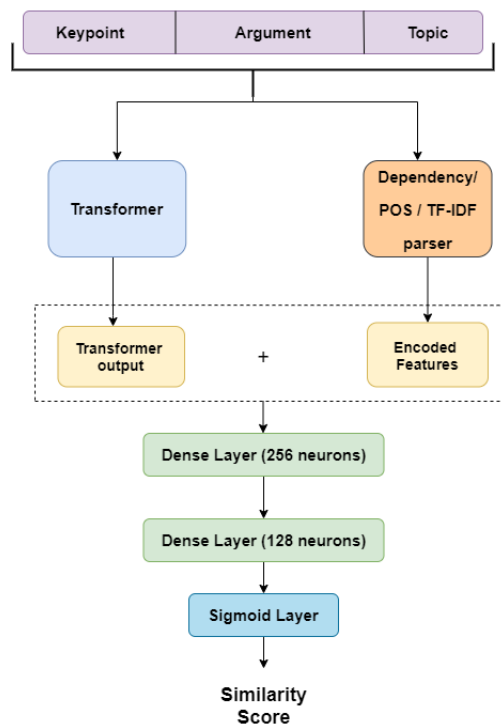 Keypoint Argument Topic
Transformer
Dependency/
POS / TF-IDF
parser
Transformer
output
+
Encoded
Features
Dense Layer (256 neurons)
Dense Layer (128 neurons)
Sigmoid Layer
Similarity
Score